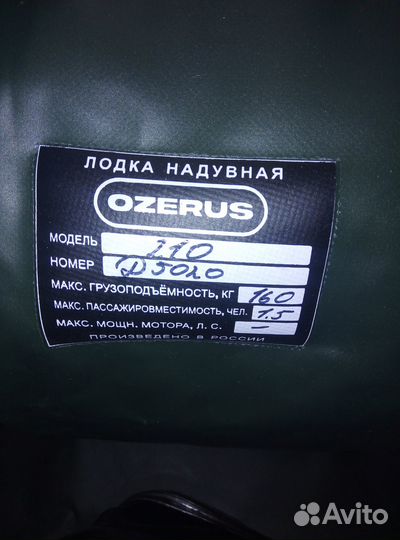 ЛОДКА НАДУВНАЯ
OZERUS
МОДЕЛЬ 210
НОМЕР Д5020
МАКС. ГРУЗОПОДЪЁМНОСТЬ, КГ 160
МАКС. ПАССАЖИРОВМЕСТИМОСТЬ, ЧЕЛ. 1.5
МАКС. МОЩН. МОТОРА, Л. С. –
ПРОИЗВЕДЕНО В РОССИИ
Avito